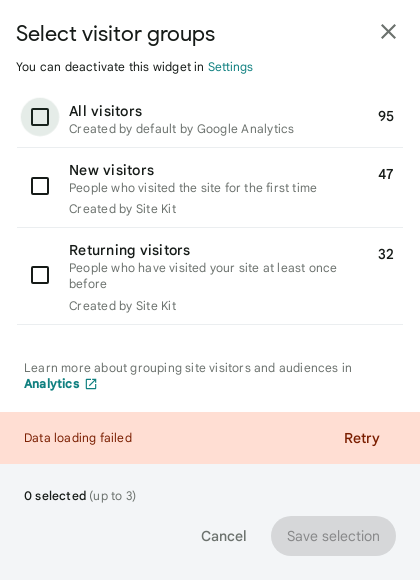 Select visitor groups
You can deactivate this widget in Settings
All visitors
95
Created by default by Google Analytics
New visitors
47
People who visited the site for the first time
Created by Site Kit
Returning visitors
32
People who have visited your site at least once
before
Created by Site Kit
Learn more about grouping site visitors and audiences in
Analytics
Data loading failed
Retry
0 selected (up to 3)
Cancel
Save selection